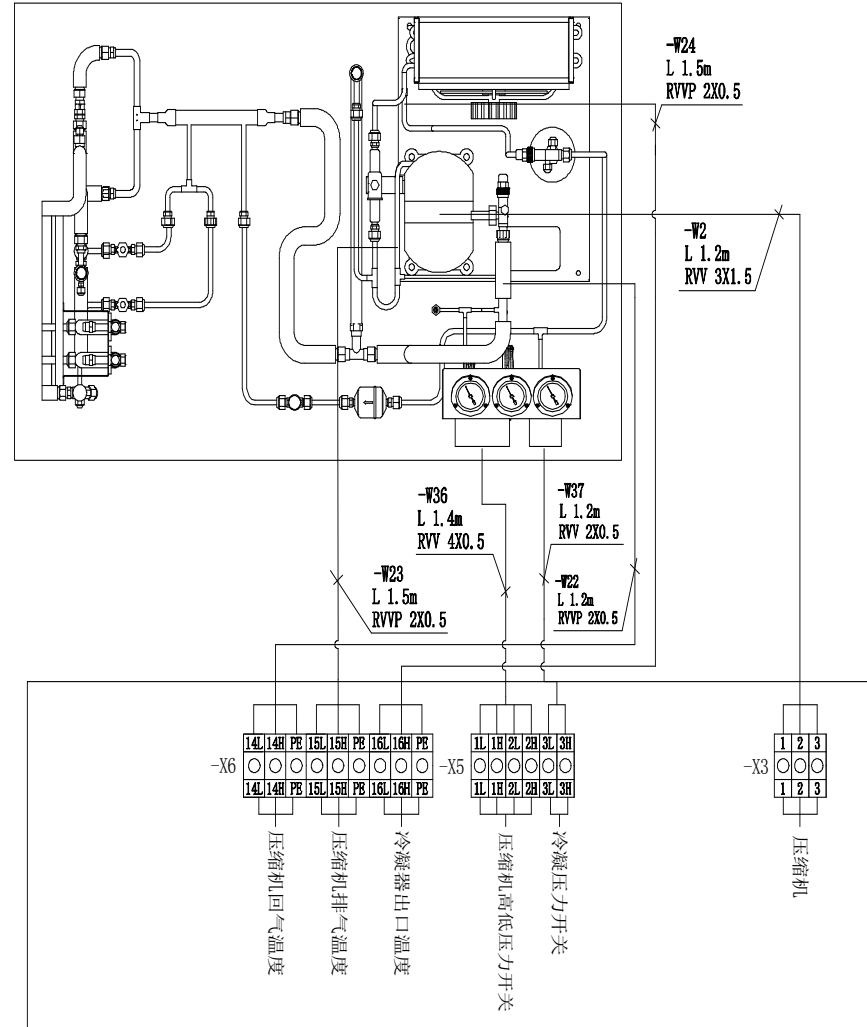 -W24
L 1.5m
RVVP 2X0.5
-W2
L 1.2m
RVV 3X1.5
-W36
L 1.4m
RVV 4X0.5
-W37
L 1.2m
RVV 2X0.5
-W23
L 1.5m
RVVP 2X0.5
-W22
L 1.2m
RVVP 2X0.5
14L 14H PE 15L 15H PE 16L 16H PE
-X6
14L 14H PE 15L 15H PE 16L 16H PE
1L 1H 2L 2H 3L 3H
-X5
1L 1H 2L 2H 3L 3H
1 2 3
-X3
1 2 3
压缩机回气温度
压缩机排气温度
冷凝器出口温度
压缩机高低压力开关
冷凝压力开关
压缩机